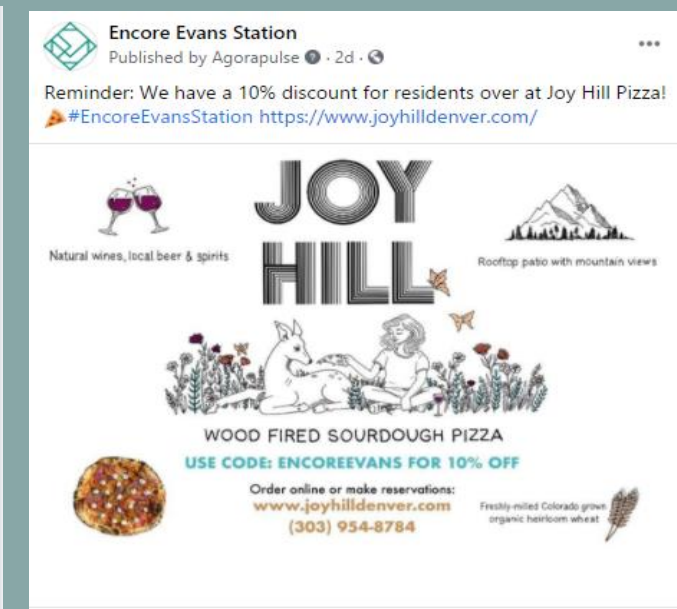 Encore Evans Station
Published by Agorapulse · 2d ·
Reminder: We have a 10% discount for residents over at Joy Hill Pizza!
🍕#EncoreEvansStation https://www.joyhilldenver.com/
JOY
HILL
Natural wines, local beer & spirits
Rooftop patio with mountain views
WOOD FIRED SOURDOUGH PIZZA
USE CODE: ENCOREEVANS FOR 10% OFF
Order online or make reservations:
www.joyhilldenver.com
(303) 954-8784
Freshly-milled Colorado grown
organic heirloom wheat